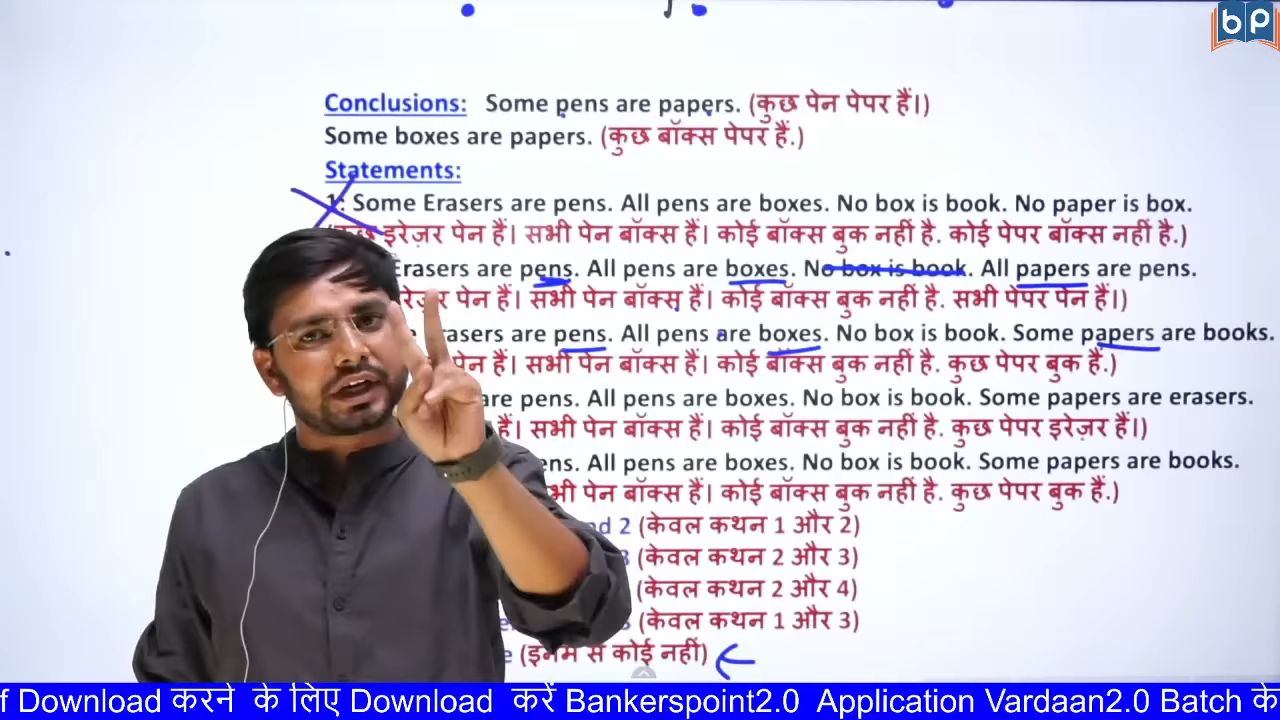 bp
Conclusions: Some pens are papers. (कुछ पेन पेपर हैं।)
Some boxes are papers. (कुछ बॉक्स पेपर हैं.)
Statements:
1: Some Erasers are pens. All pens are boxes. No box is book. No paper is box.
(कुछ इरेज़र पेन हैं। सभी पेन बॉक्स हैं। कोई बॉक्स बुक नहीं है. कोई पेपर बॉक्स नहीं है.)
Erasers are pens. All pens are boxes. No box is book. All papers are pens.
पेन हैं। सभी पेन बॉक्स हैं। कोई बॉक्स बुक नहीं है. सभी पेपर पेन हैं।)
Erasers are pens. All pens are boxes. No box is book. Some papers are books.
पेन हैं। सभी पेन बॉक्स हैं। कोई बॉक्स बुक नहीं है. कुछ पेपर बुक हैं.)
are pens. All pens are boxes. No box is book. Some papers are erasers.
हैं। सभी पेन बॉक्स हैं। कोई बॉक्स बुक नहीं है. कुछ पेपर इरेज़र हैं।)
All pens are boxes. No box is book. Some papers are books.
पेन बॉक्स हैं। कोई बॉक्स बुक नहीं है. कुछ पेपर बुक हैं.)
2 (केवल कथन 1 और 2)
(केवल कथन 2 और 3)
(केवल कथन 2 और 4)
(केवल कथन 1 और 3)
(इनमें से कोई नहीं)
f Download करने के लिए Download करें Bankerspoint2.0 Application Vardaan2.0 Batch के